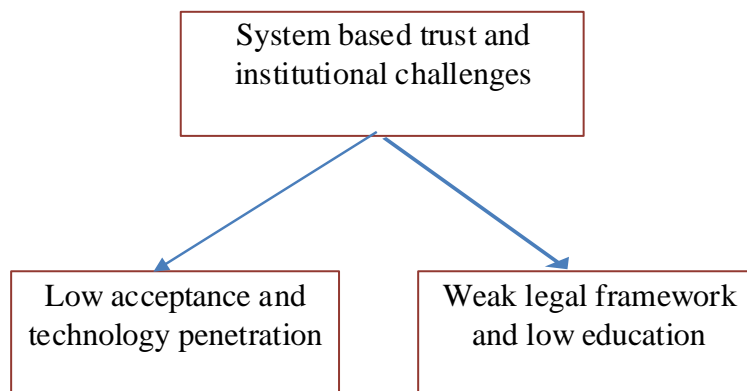 System based trust and
institutional challenges
Low acceptance and
technology penetration
Weak legal framework
and low education